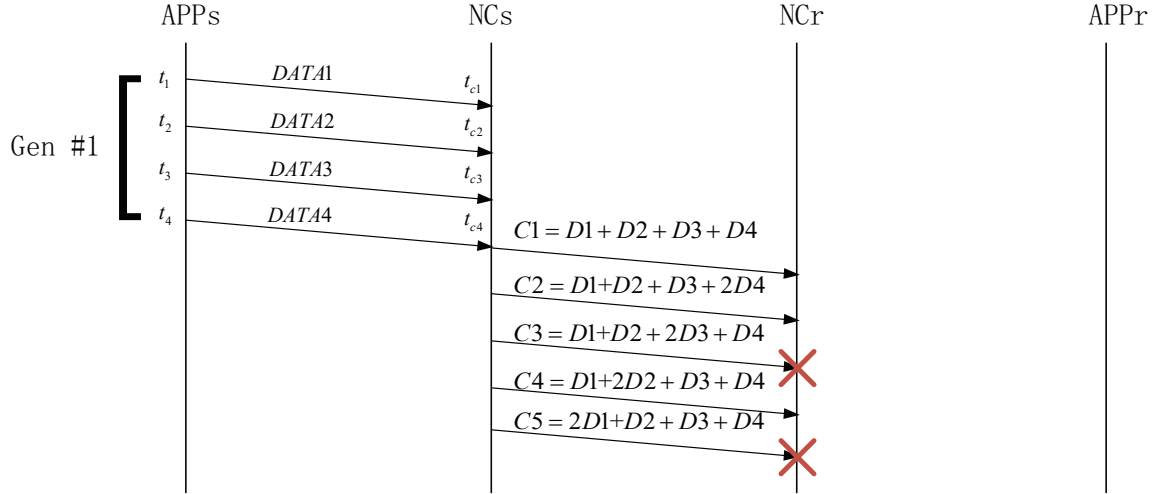 APPs NCs NCr APPr
t1 DATA1 tc1
t2 DATA2 tc2
Gen #1
t3 DATA3 tc3
t4 DATA4 tc4
C1 = D1 + D2 + D3 + D4
C2 = D1+D2 + D3 + 2D4
C3 = D1+D2 + 2D3 + D4
C4 = D1+2D2 + D3 + D4
C5 = 2D1+D2 + D3 + D4